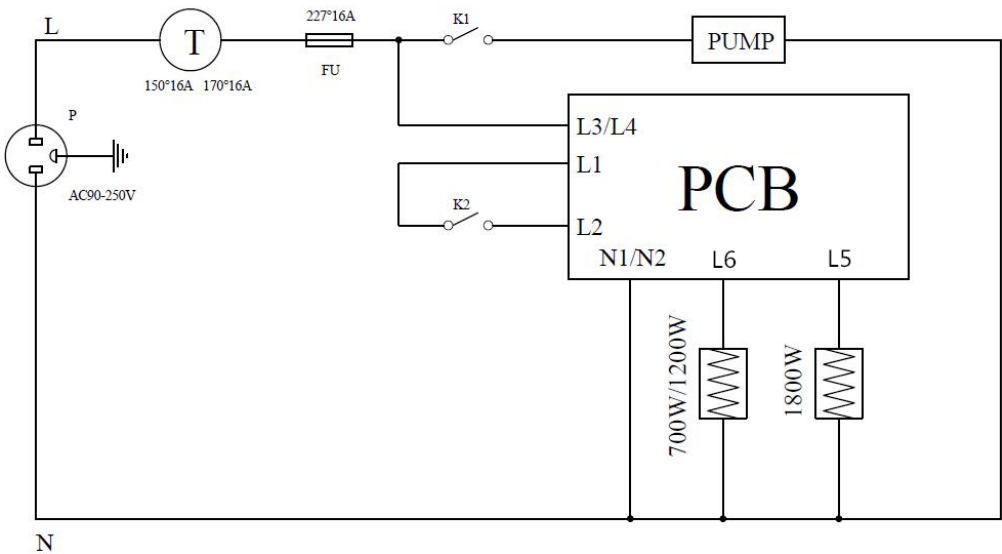 L
T
150°16A 170°16A
227°16A
FU
K1
PUMP
P
AC90-250V
L3/L4
L1
K2
L2
PCB
N1/N2
L6
L5
700W/1200W
1800W
N